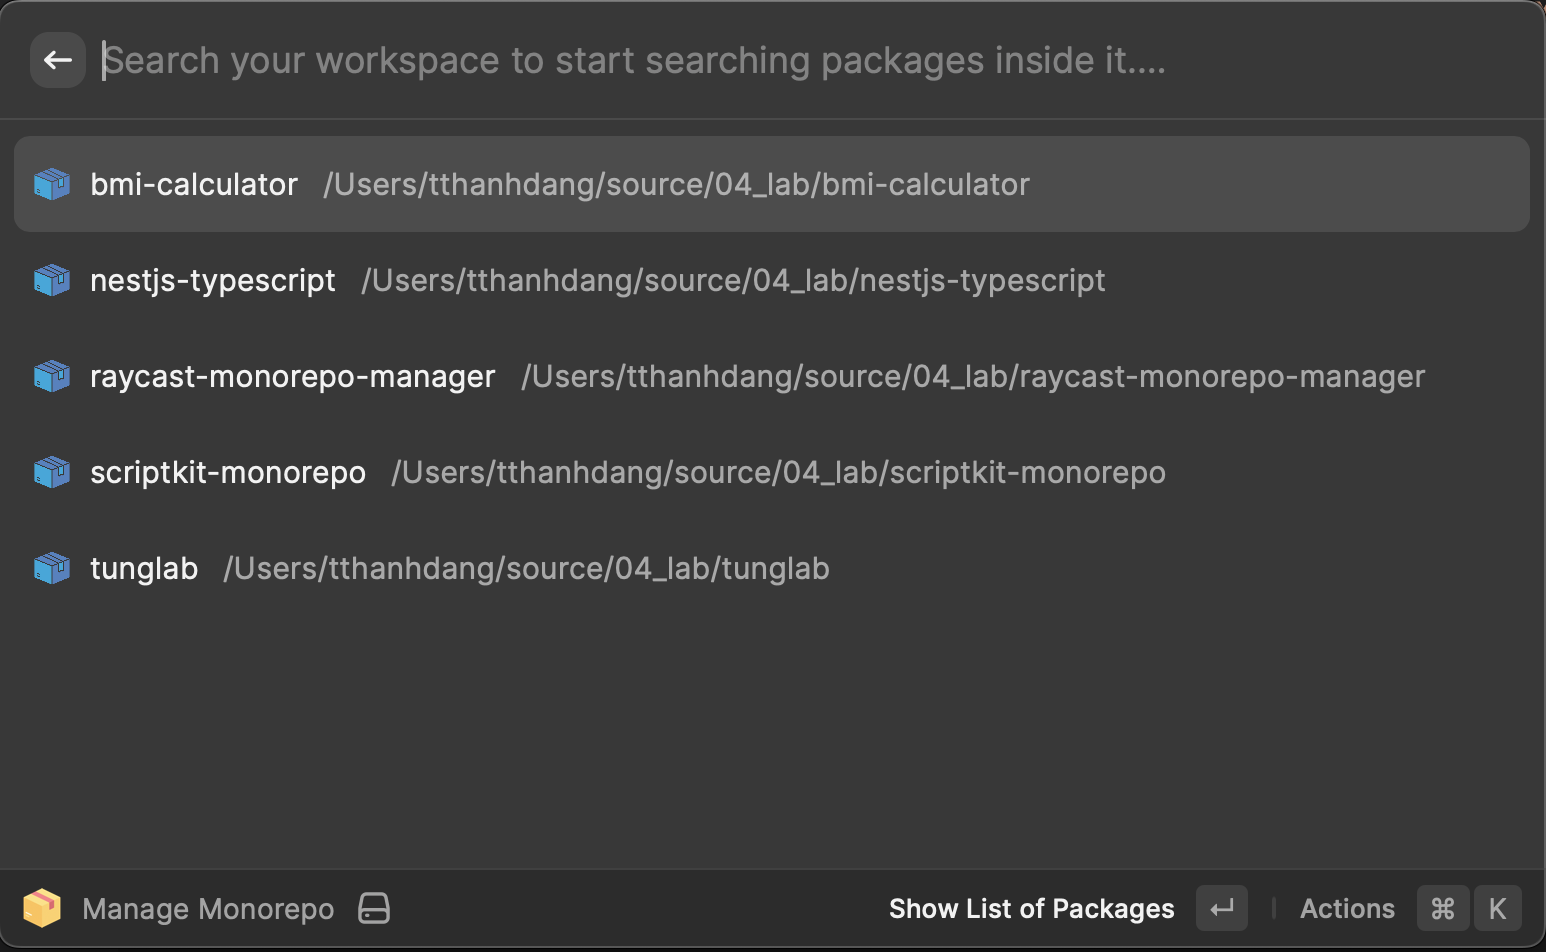 Search your workspace to start searching packages inside it....
bmi-calculator /Users/tthanhdang/source/04_lab/bmi-calculator
nestjs-typescript /Users/tthanhdang/source/04_lab/nestjs-typescript
raycast-monorepo-manager /Users/tthanhdang/source/04_lab/raycast-monorepo-manager
scriptkit-monorepo /Users/tthanhdang/source/04_lab/scriptkit-monorepo
tunglab /Users/tthanhdang/source/04_lab/tunglab
Manage Monorepo Show List of Packages ↵ Actions ⌘ K